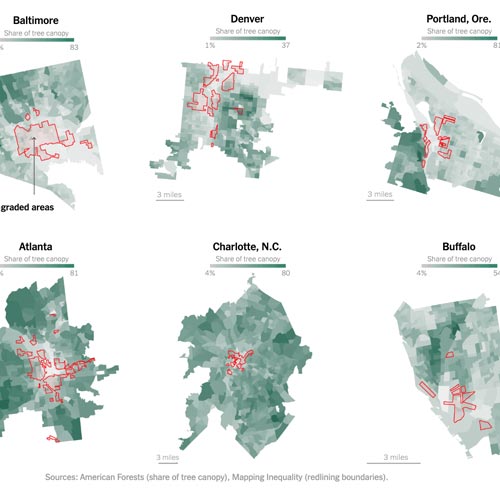 Baltimore
Share of tree canopy
% 83
graded areas
Denver
Share of tree canopy
1% 37
3 miles
Portland, Ore.
Share of tree canopy
2% 81
3 miles
Atlanta
Share of tree canopy
% 81
Charlotte, N.C.
Share of tree canopy
4% 80
3 miles
Buffalo
Share of tree canopy
4% 54
3 miles
Sources: American Forests (share of tree canopy), Mapping Inequality (redlining boundaries).